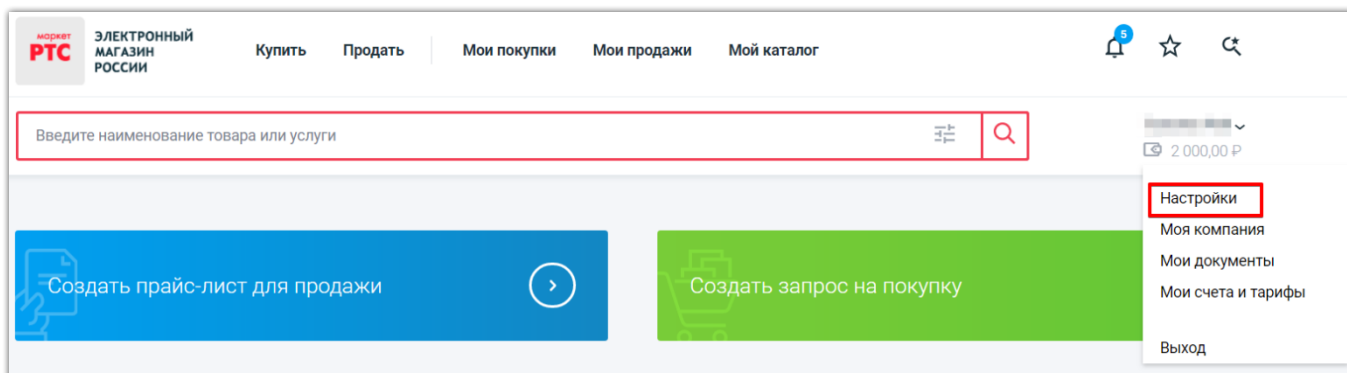 маркет
РТС
ЭЛЕКТРОННЫЙ
МАГАЗИН
РОССИИ
Купить
Продать
Мои покупки
Мои продажи
Мой каталог
5
Введите наименование товара или услуги
2 000,00 ₽
Настройки
Моя компания
Мои документы
Мои счета и тарифы
Выход
Создать прайс-лист для продажи
Создать запрос на покупку